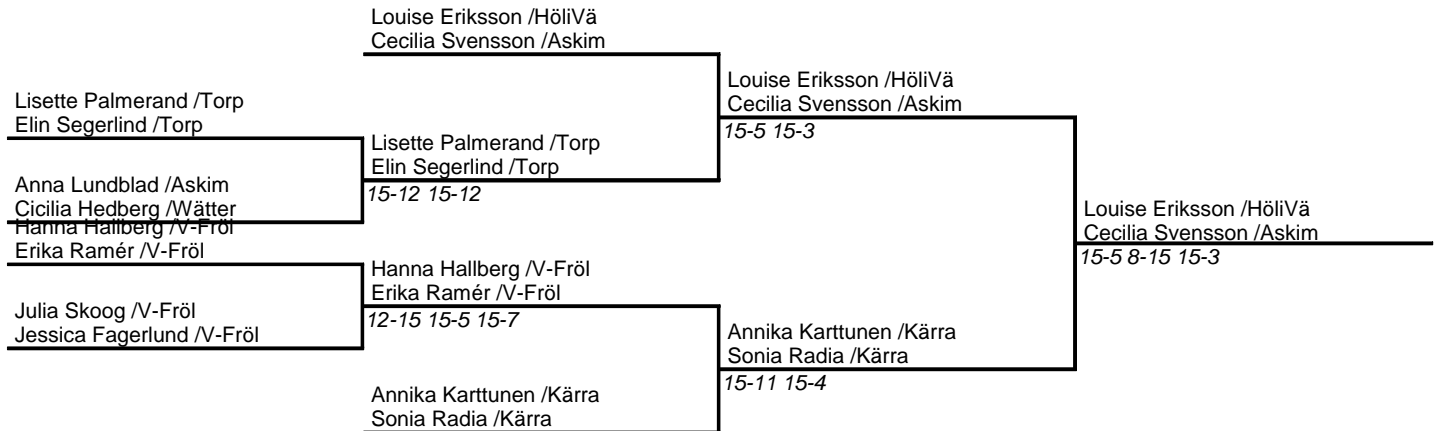 Louise Eriksson /HöliVä
Cecilia Svensson /Askim
Lisette Palmerand /Torp
Elin Segerlind /Torp
Anna Lundblad /Askim
Cicilia Hedberg /Wätter
Hanna Hallberg /V-Fröl
Erika Ramér /V-Fröl
Julia Skoog /V-Fröl
Jessica Fagerlund /V-Fröl
Lisette Palmerand /Torp
Elin Segerlind /Torp
15-12 15-12
Hanna Hallberg /V-Fröl
Erika Ramér /V-Fröl
12-15 15-5 15-7
Annika Karttunen /Kärra
Sonia Radia /Kärra
Louise Eriksson /HöliVä
Cecilia Svensson /Askim
15-5 15-3
Annika Karttunen /Kärra
Sonia Radia /Kärra
15-11 15-4
Louise Eriksson /HöliVä
Cecilia Svensson /Askim
15-5 8-15 15-3